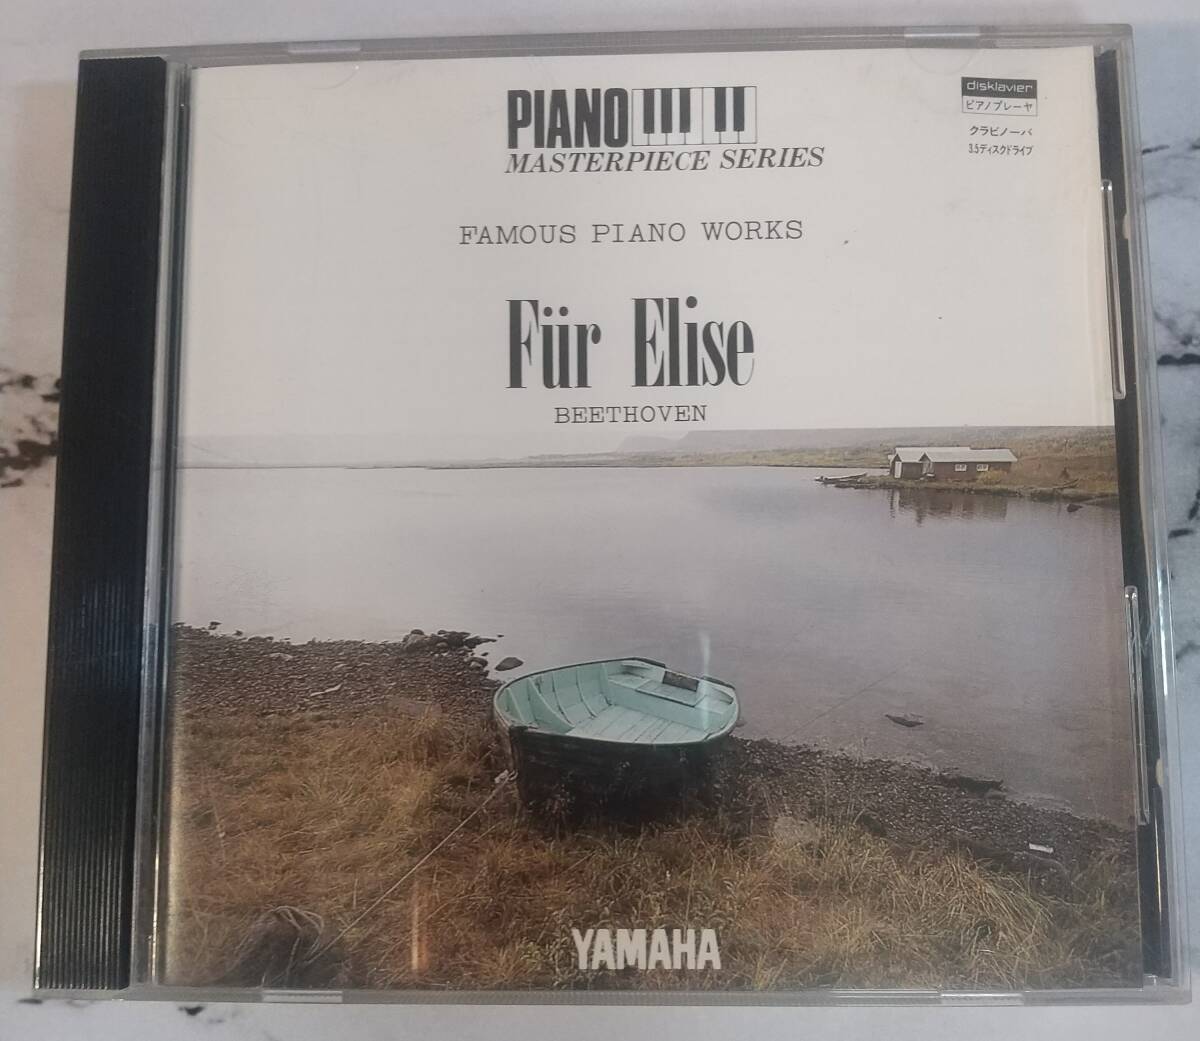 PIANO
MASTERPIECE SERIES
disklavier
ピアノプレーヤ
クラビノーバ
3.5ディスクドライブ
FAMOUS PIANO WORKS
Für Elise
BEETHOVEN
YAMAHA